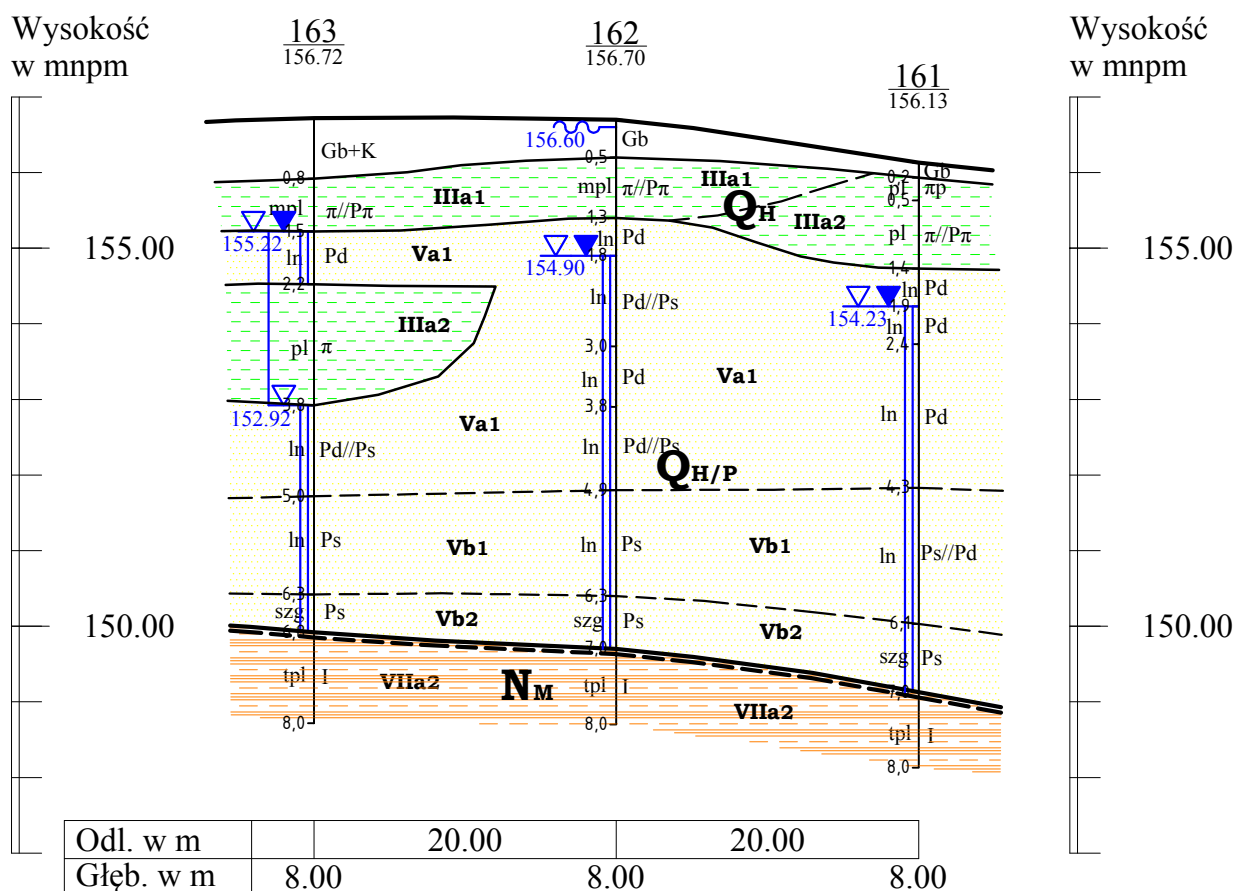 Wysokość
w mnpm
163
156.72
162
156.70
161
156.13
Wysokość
w mnpm
155.00
150.00
155.00
150.00
Gb+K
0,8
mpl π//Pπ
1,5
155.22
ln Pd
2,2
pl π
3,8
152.92
ln Pd//Ps
5,0
ln Ps
6,3
szg Ps
6,8
tpl I
8,0
156.60
Gb
0,5
mpl π//Pπ
1,3
ln Pd
1,8
154.90
ln Pd//Ps
3,0
ln Pd
3,8
ln Pd//Ps
4,9
ln Ps
6,3
szg Ps
7,0
tpl I
8,0
Gb
0,2
pl πp
0,5
pl π//Pπ
1,4
ln Pd
1,9
154.23
ln Pd
2,4
ln Pd
4,3
ln Ps//Pd
6,1
szg Ps
7,0
tpl I
8,0
IIIa1
IIIa1
QH
IIIa2
Va1
IIIa2
Va1
Va1
QH/P
Vb1
Vb1
Vb2
Vb2
VIIa2
NM
VIIa2
Odl. w m 20.00 20.00
Głęb. w m 8.00 8.00 8.00